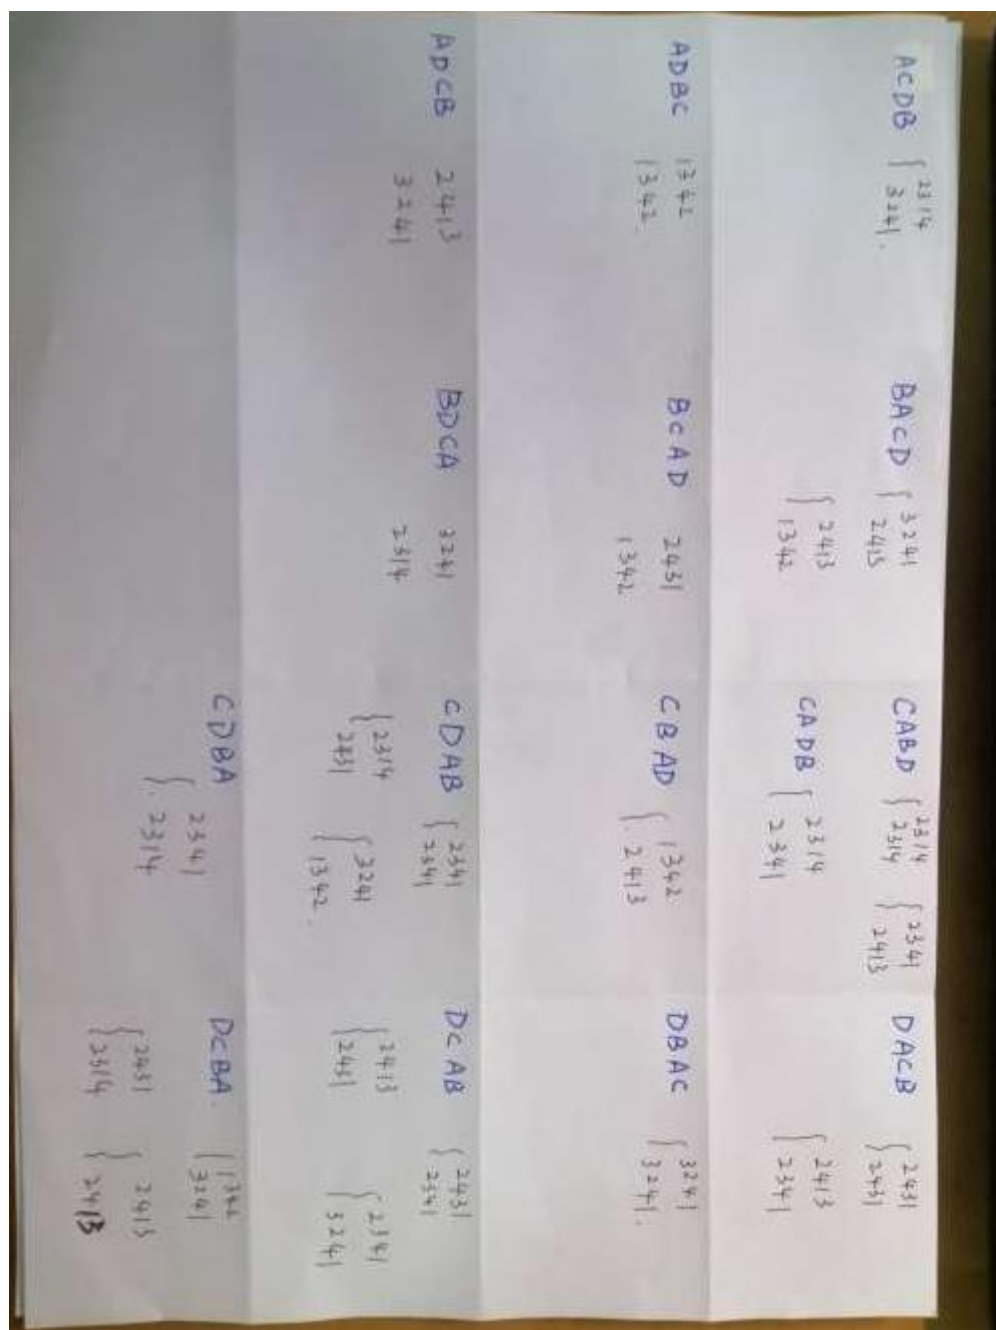 ACDB { 2314
3241.
BACD { 3241
2413
{ 2413
1342
CABD { 2314 { 2341
2314 2413
CADB { 2314
2341
DACB { 2431
2431
{ 2413
2341
ADBC 1342
1342.
BCAD 2431
1342
CBAD { 1342
2413
DBAC { 3241
3241.
ADCB 2413
3241
BDCA 3241
2314
CDAB { 2341
2341
{ 2314 { 3241
2431 1342.
DCAB { 2431
2341
{ 2413 { 2341
2431 3241
CDBA
{ 2341
2314
DCBA. { 1342
3241
{ 2431 { 2413
2314 2413